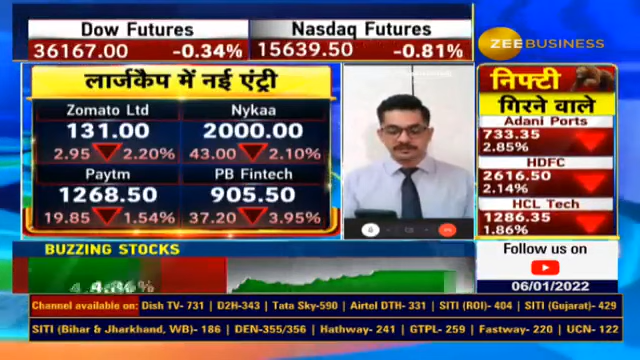 Dow Futures
36167.00 -0.34%
Nasdaq Futures
15639.50 -0.81%
ZEE BUSINESS
लार्जकैप में नई एंट्री
Zomato Ltd
131.00
2.95 2.20%
Nykaa
2000.00
43.00 2.10%
Paytm
1268.50
19.85 1.54%
PB Fintech
905.50
37.20 3.95%
निफ्टी
गिरने वाले
Adani Ports
733.35
2.85%
HDFC
2616.50
2.14%
HCL Tech
1286.35
1.86%
BUZZING STOCKS
Follow us on
06/01/2022
Channel available on: Dish TV- 731 | D2H-343 | Tata Sky-590 | Airtel DTH- 331 | SITI (ROI)- 404 | SITI (Gujarat)- 429
SITI (Bihar & Jharkhand, WB)- 186 | DEN-355/356 | Hathway- 241 | GTPL- 259 | Fastway- 220 | UCN- 122